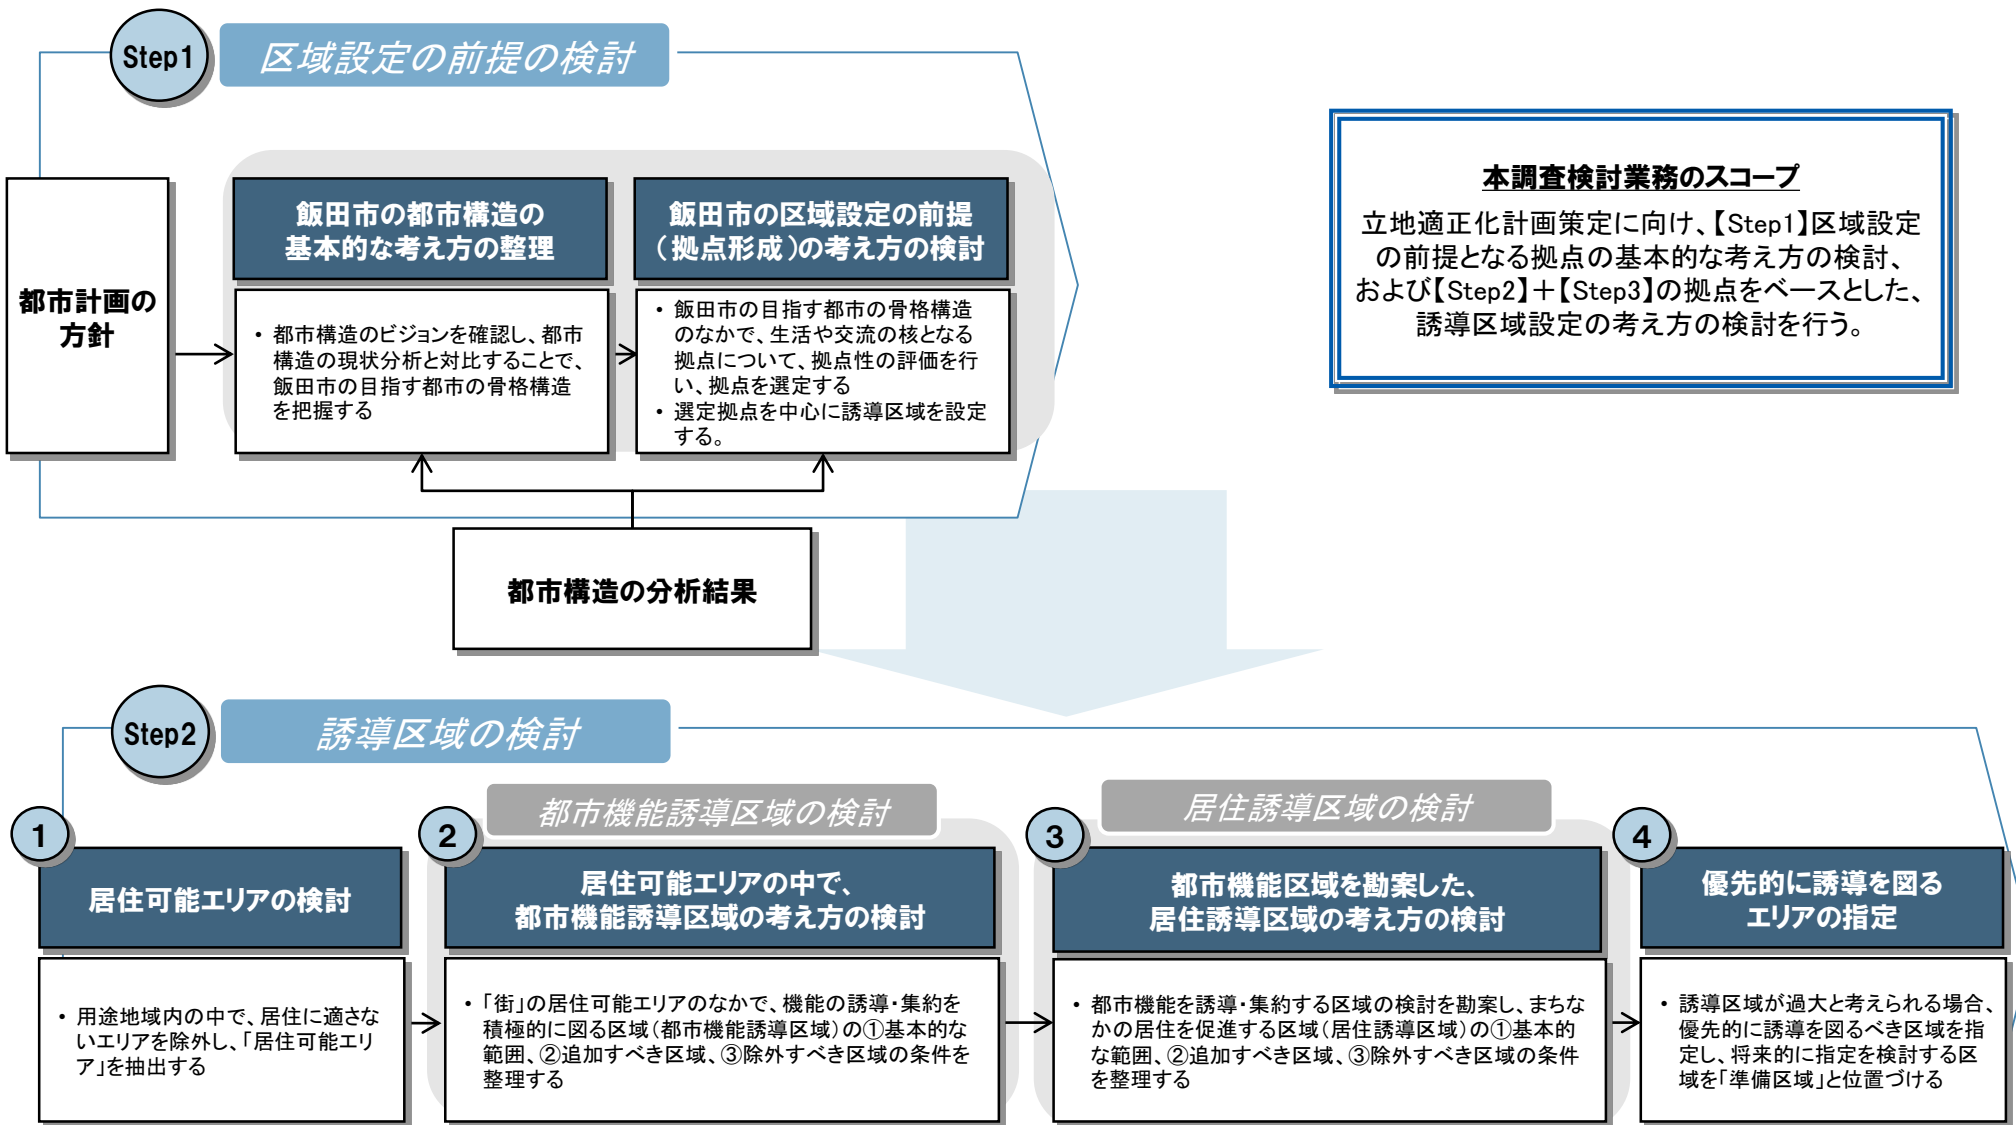 Step1
区域設定の前提の検討
都市計画の
方針
飯田市の都市構造の
基本的な考え方の整理
・ 都市構造のビジョンを確認し、都市
構造の現状分析と対比することで、
飯田市の目指す都市の骨格構造
を把握する
飯田市の区域設定の前提
（拠点形成）の考え方の検討
・ 飯田市の目指す都市の骨格構造
のなかで、生活や交流の核となる
拠点について、拠点性の評価を行
い、拠点を選定する
・ 選定拠点を中心に誘導区域を設定
する。
都市構造の分析結果
本調査検討業務のスコープ
立地適正化計画策定に向け、【Step1】区域設定
の前提となる拠点の基本的な考え方の検討、
および【Step2】＋【Step3】の拠点をベースとした、
誘導区域設定の考え方の検討を行う。
Step2
誘導区域の検討
1
居住可能エリアの検討
・ 用途地域内の中で、居住に適さな
いエリアを除外し、「居住可能エリ
ア」を抽出する
都市機能誘導区域の検討
2
居住可能エリアの中で、
都市機能誘導区域の考え方の検討
・ 「街」の居住可能エリアのなかで、機能の誘導・集約を
積極的に図る区域（都市機能誘導区域）の①基本的な
範囲、②追加すべき区域、③除外すべき区域の条件を
整理する
居住誘導区域の検討
3
都市機能区域を勘案した、
居住誘導区域の考え方の検討
・ 都市機能を誘導・集約する区域の検討を勘案し、まちな
かの居住を促進する区域（居住誘導区域）の①基本的
な範囲、②追加すべき区域、③除外すべき区域の条件
を整理する
4
優先的に誘導を図る
エリアの指定
・ 誘導区域が過大と考えられる場合、
優先的に誘導を図るべき区域を指
定し、将来的に指定を検討する区
域を「準備区域」と位置づける